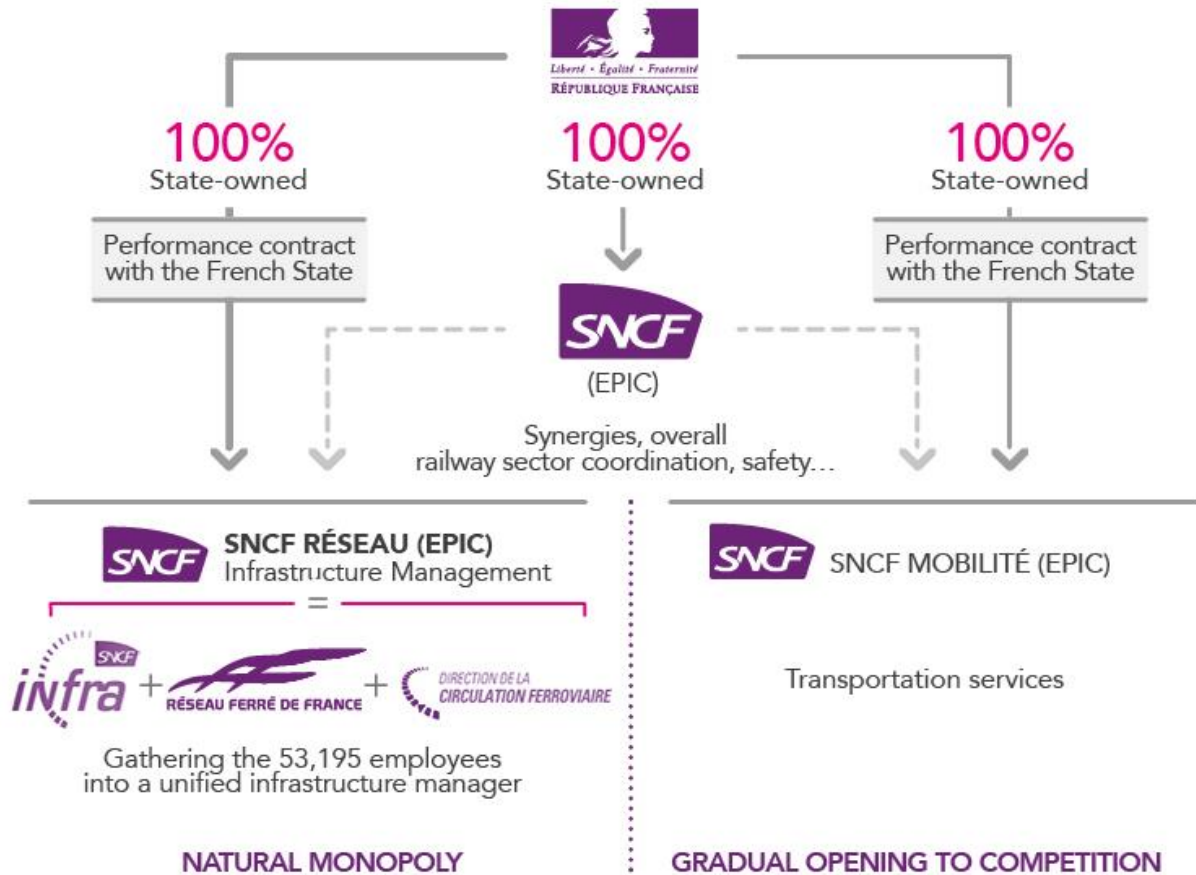 Liberté • Égalité • Fraternité
RÉPUBLIQUE FRANÇAISE
100%
State-owned
100%
State-owned
100%
State-owned
Performance contract
with the French State
Performance contract
with the French State
SNCF
(EPIC)
Synergies, overall
railway sector coordination, safety...
SNCF
SNCF RÉSEAU (EPIC)
Infrastructure Management
=
SNCF
infra
+
RÉSEAU FERRÉ DE FRANCE
+
DIRECTION DE LA
CIRCULATION FERROVIAIRE
Gathering the 53,195 employees
into a unified infrastructure manager
NATURAL MONOPOLY
SNCF
SNCF MOBILITÉ (EPIC)
Transportation services
GRADUAL OPENING TO COMPETITION